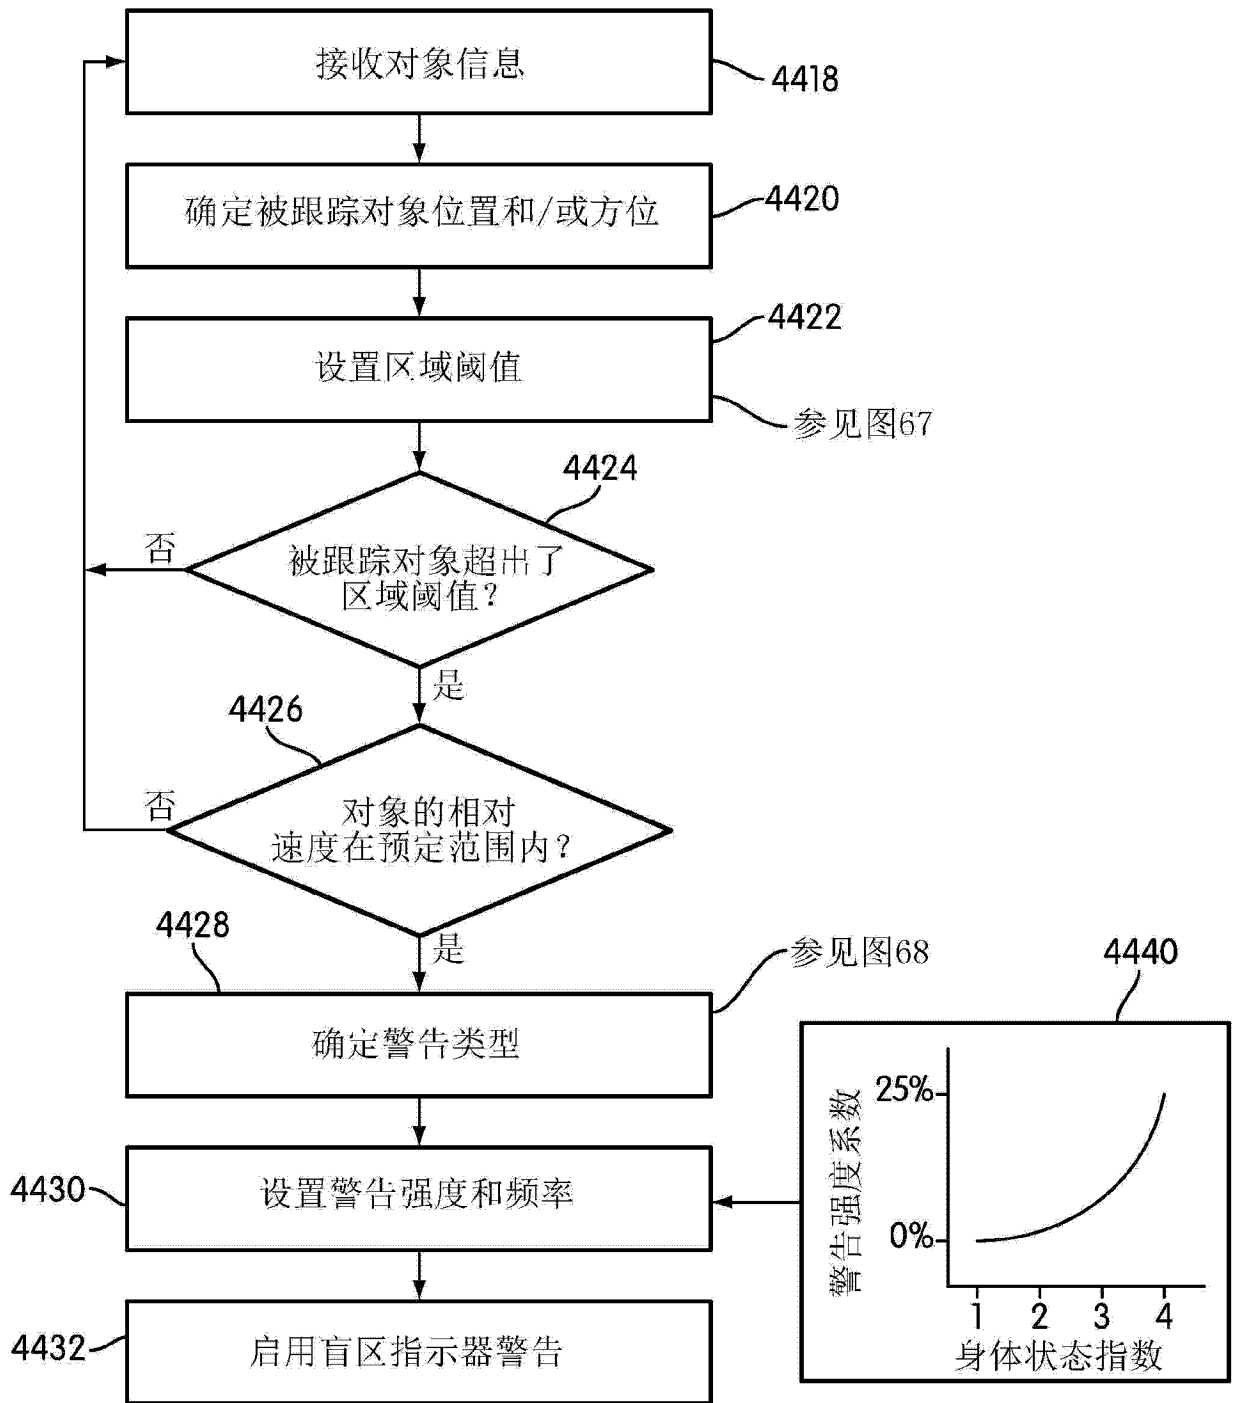 接收对象信息
4418
确定被跟踪对象位置和/或方位
4420
设置区域阈值
4422
参见图67
4424
被跟踪对象超出了
区域阈值？
否
是
4426
对象的相对
速度在预定范围内？
否
是
4428
确定警告类型
参见图68
4440
4430
设置警告强度和频率
警告强度系数
25%
0%
1 2 3 4
身体状态指数
4432
启用盲区指示器警告